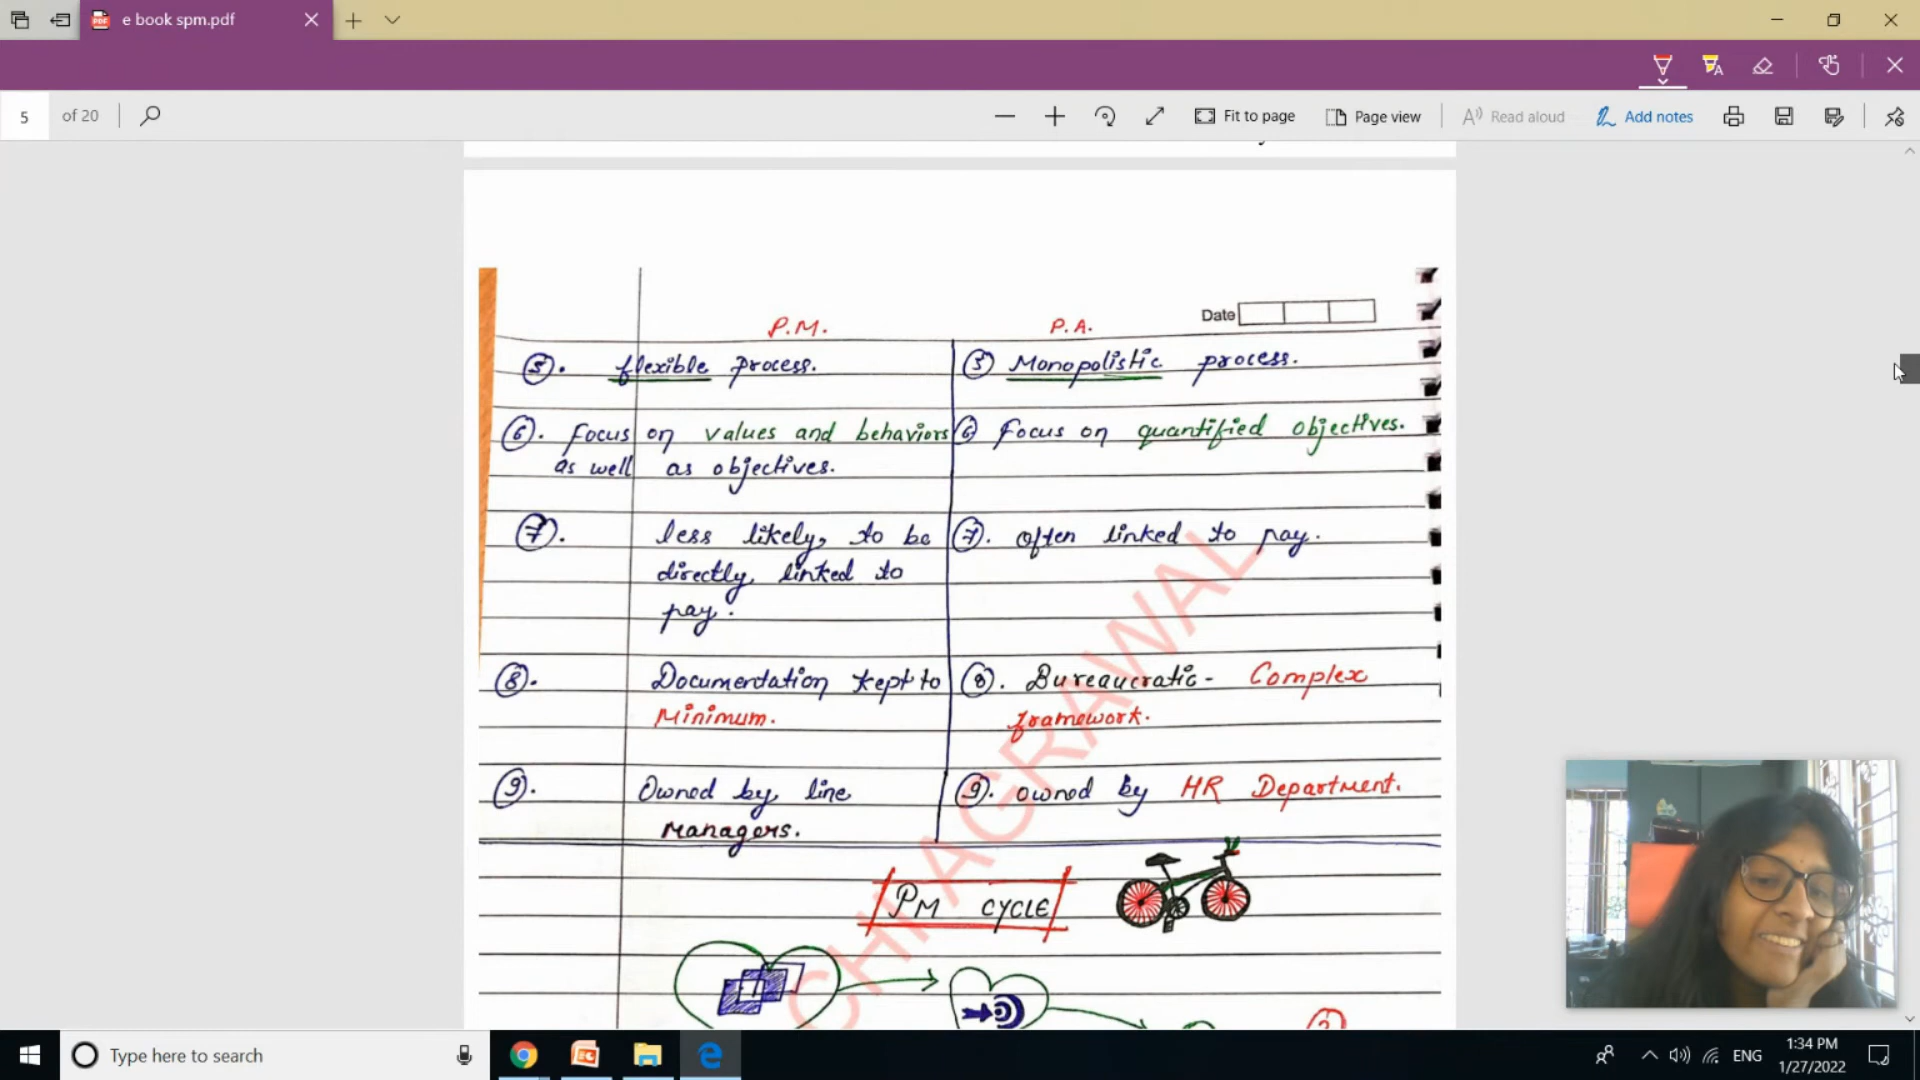 e book spm.pdf
5 of 20
Fit to page
Page view
Read aloud
Add notes
Date
P.M. P.A.
5. flexible process. 5 Monopolistic process.
6. Focus on values and behaviors 6 Focus on quantified objectives.
as well as objectives.
7. less likely to be 7. often linked to pay.
directly linked to
pay.
8. Documentation kept to 8. Bureaucratic- Complex
Minimum. framework.
9. Owned by line 9. owned by HR Department.
Managers.
PM CYCLE
CHI AGRAWAL
Type here to search
ENG
1:34 PM
1/27/2022